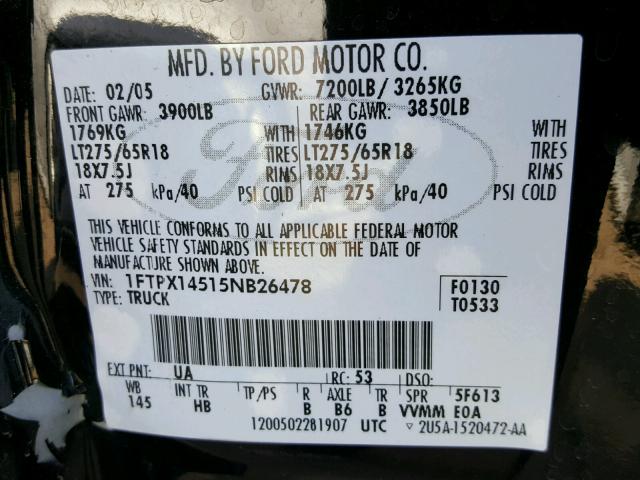 MFD. BY FORD MOTOR CO.
DATE: 02/05 GVWR: 7200LB/ 3265KG
FRONT GAWR: 3900LB REAR GAWR: 3850LB
1769KG WITH 1746KG WITH
LT275/65R18 TIRES LT275/65R18 TIRES
18X7.5J RIMS 18X7.5J RIMS
AT 275 kPa/40 PSI COLD AT 275 kPa/40 PSI COLD
Ford
THIS VEHICLE CONFORMS TO ALL APPLICABLE FEDERAL MOTOR
VEHICLE SAFETY STANDARDS IN EFFECT ON THE DATE OF
MANUFACTURE SHOWN ABOVE.
VIN: 1FTPX14515NB26478 F0130
TYPE: TRUCK T0533
EXT PNT: UA RC: 53 DSO:
WB INT TR TP/PS R AXLE TR SPR 5F613
145 HB B B6 B VVMM E0A
1200502281907 UTC ▽ 2U5A-1520472-AA